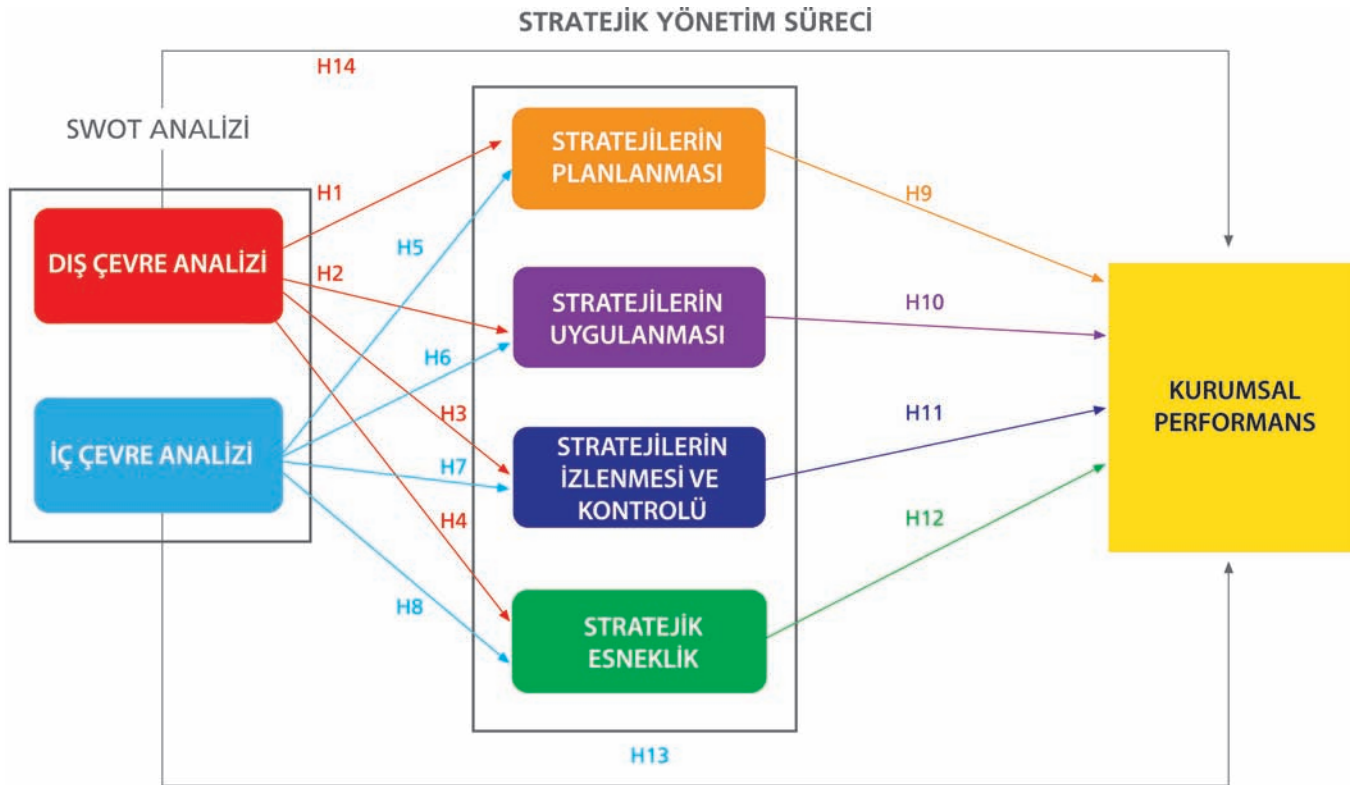 STRATEJİK YÖNETİM SÜRECİ
H14
SWOT ANALİZİ
DIŞ ÇEVRE ANALİZİ
İÇ ÇEVRE ANALİZİ
H1
H5
H2
H6
H3
H7
H4
H8
STRATEJİLERİN
PLANLANMASI
STRATEJİLERİN
UYGULANMASI
STRATEJİLERİN
İZLENMESİ VE
KONTROLÜ
STRATEJİK
ESNEKLİK
H9
H10
H11
H12
KURUMSAL
PERFORMANS
H13